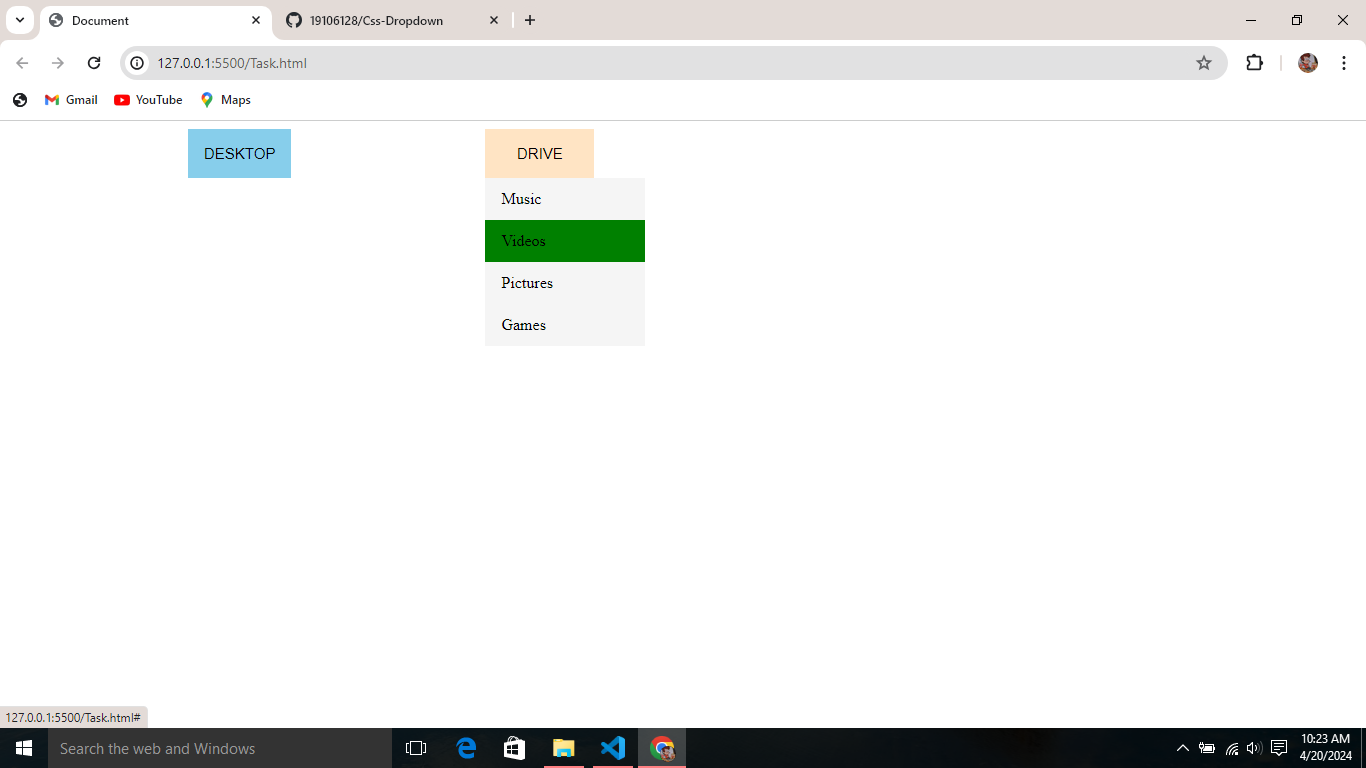 Document
19106128/Css-Dropdown
127.0.0.1:5500/Task.html
Gmail YouTube Maps
DESKTOP DRIVE
Music
Videos
Pictures
Games
127.0.0.1:5500/Task.html#
Search the web and Windows
10:23 AM
4/20/2024